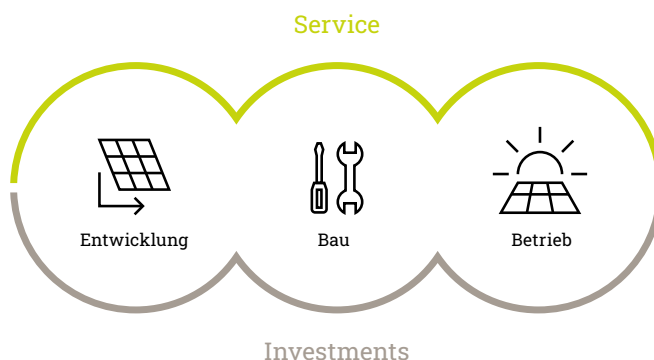 Service
Entwicklung
Bau
Betrieb
Investments